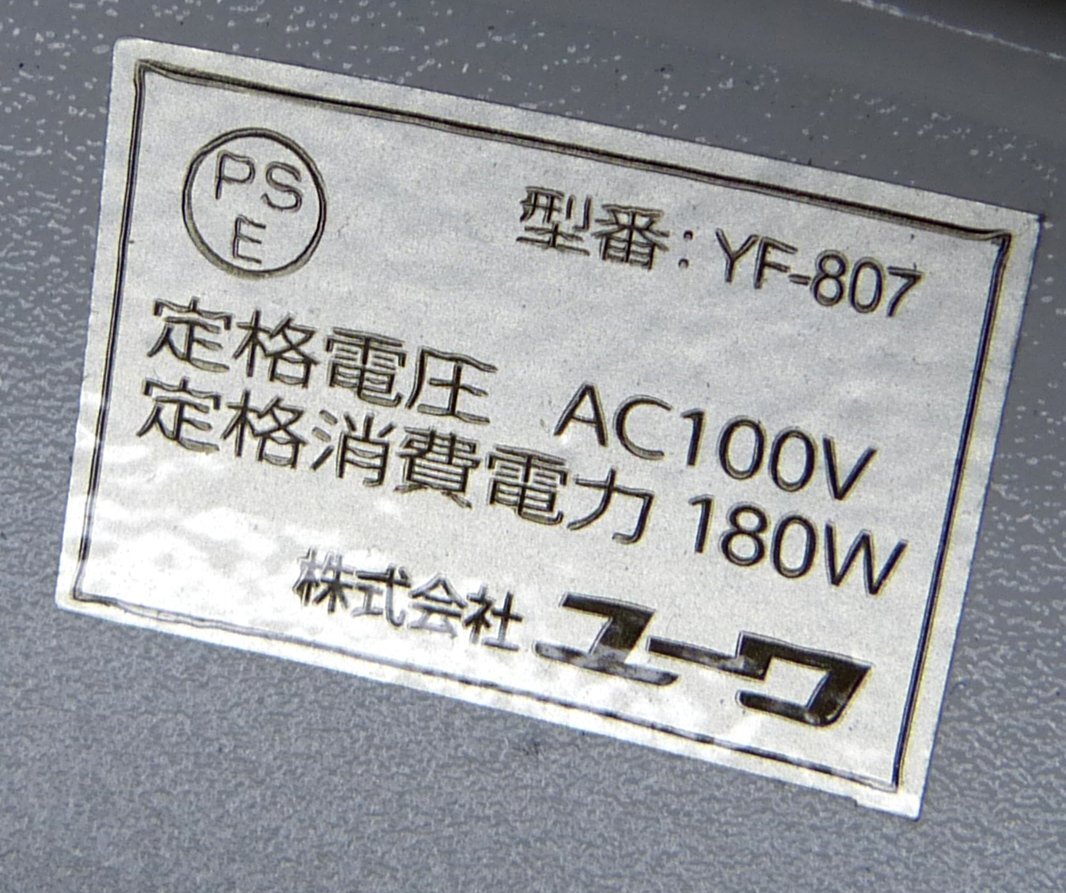 PS
E
型番：YF-807
定格電圧 AC100V
定格消費電力 180W
株式会社ユーワ